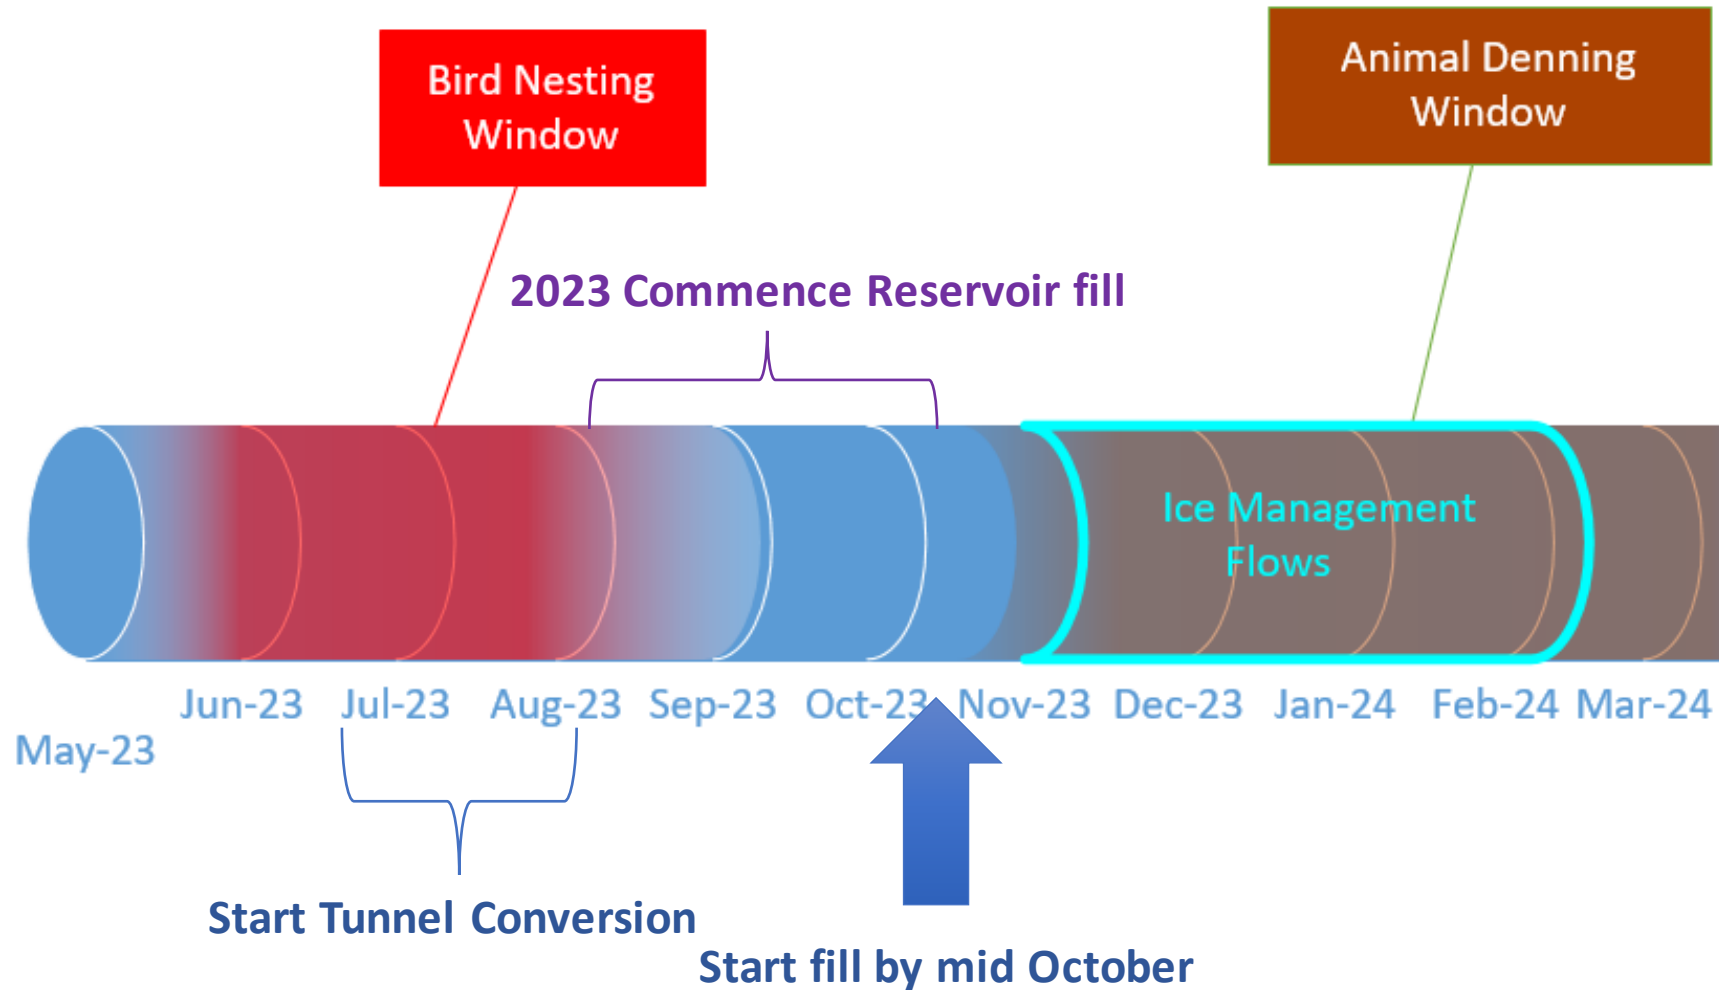 Bird Nesting
Window
Animal Denning
Window
2023 Commence Reservoir fill
Ice Management
Flows
May-23
Jun-23
Jul-23
Aug-23
Sep-23
Oct-23
Nov-23
Dec-23
Jan-24
Feb-24
Mar-24
Start Tunnel Conversion
Start fill by mid October